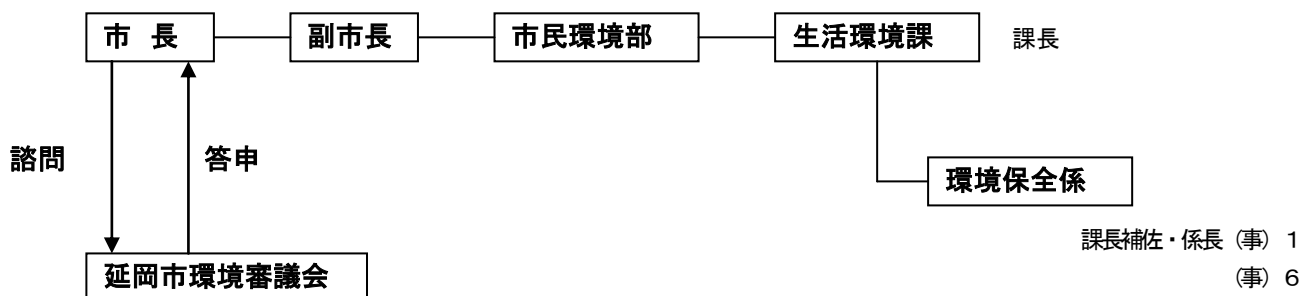 市 長 副市長 市民環境部 生活環境課 課長
諮問 答申
環境保全係
課長補佐・係長（事）1
（事）6
延岡市環境審議会